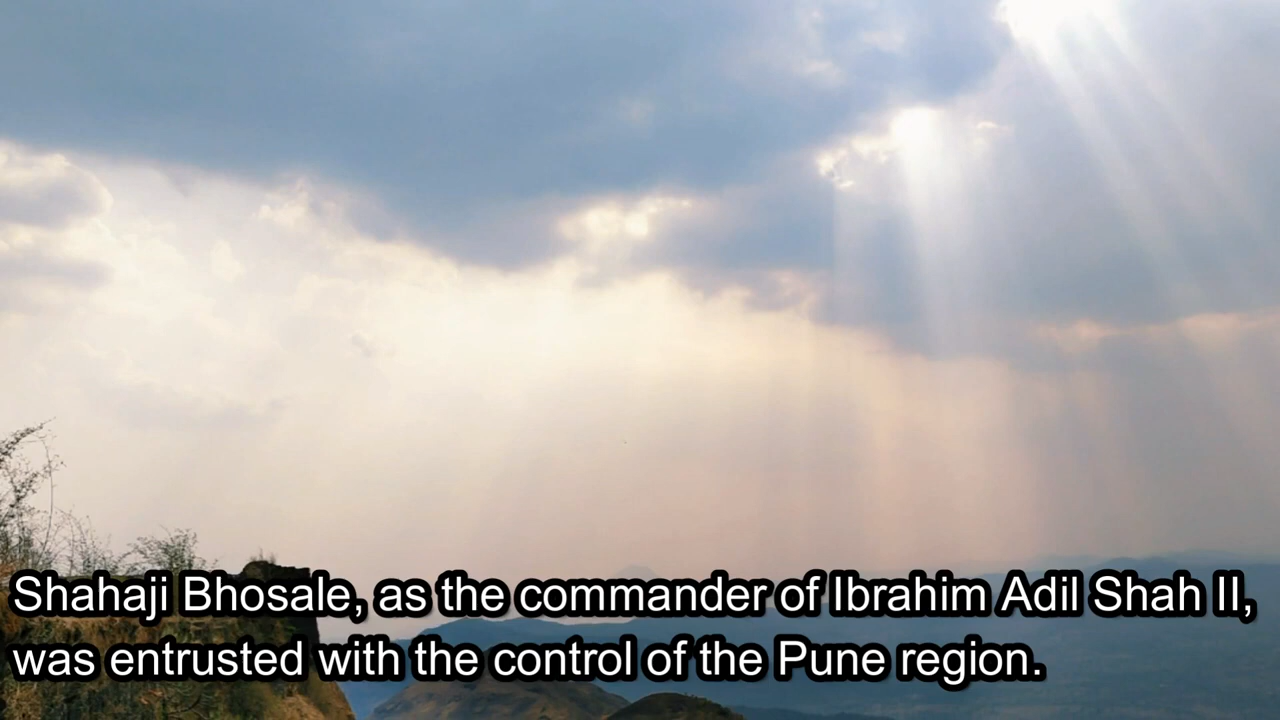 Shahaji Bhosale, as the commander of Ibrahim Adil Shah II,
was entrusted with the control of the Pune region.